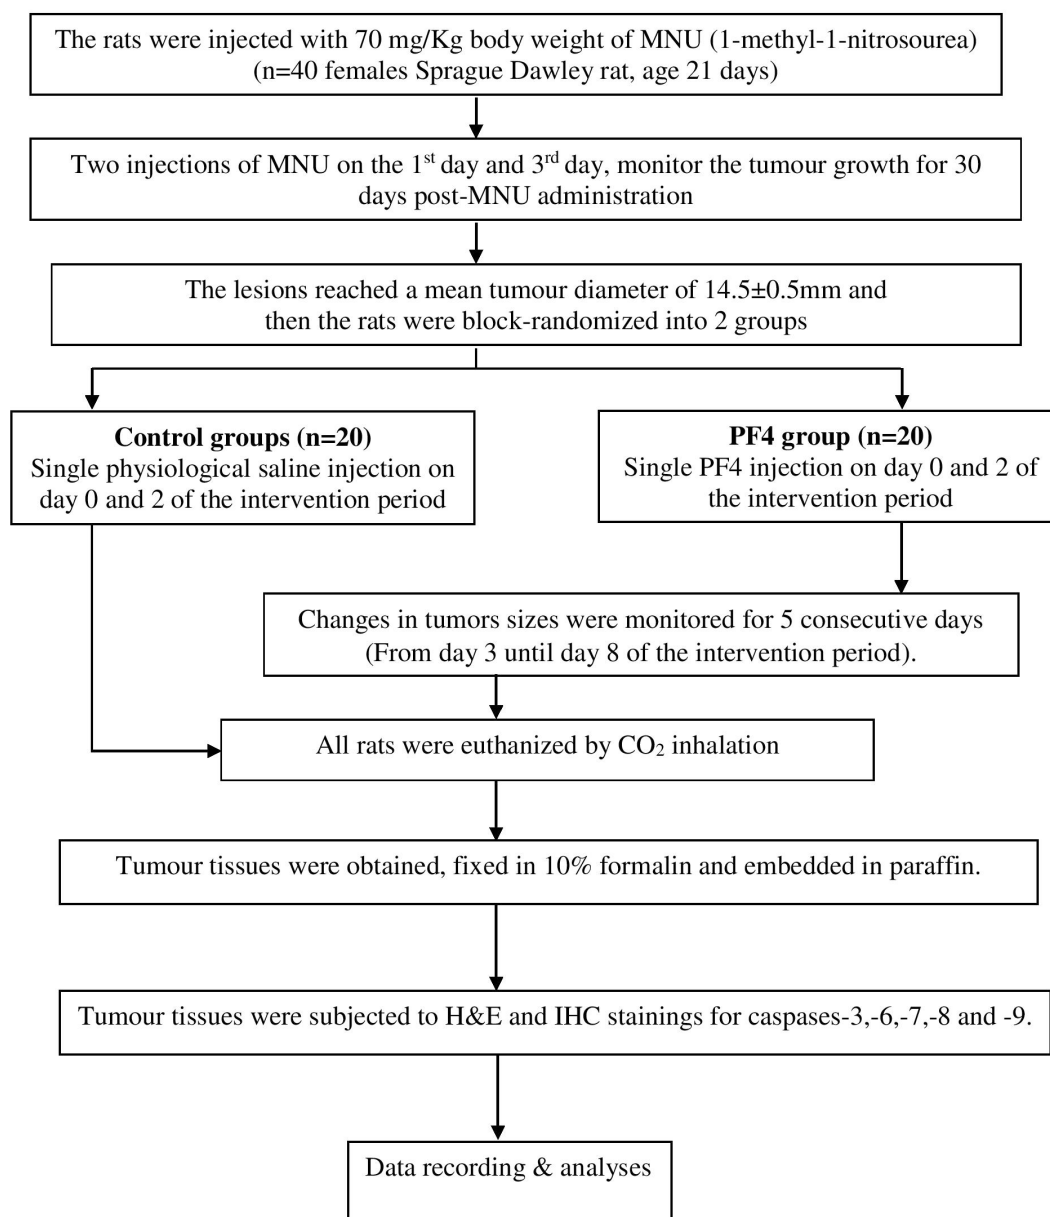 The rats were injected with 70 mg/Kg body weight of MNU (1-methyl-1-nitrosourea)
(n=40 females Sprague Dawley rat, age 21 days)
Two injections of MNU on the 1st day and 3rd day, monitor the tumour growth for 30
days post-MNU administration
The lesions reached a mean tumour diameter of 14.5±0.5mm and
then the rats were block-randomized into 2 groups
Control groups (n=20)
Single physiological saline injection on
day 0 and 2 of the intervention period
PF4 group (n=20)
Single PF4 injection on day 0 and 2 of
the intervention period
Changes in tumors sizes were monitored for 5 consecutive days
(From day 3 until day 8 of the intervention period).
All rats were euthanized by CO2 inhalation
Tumour tissues were obtained, fixed in 10% formalin and embedded in paraffin.
Tumour tissues were subjected to H&E and IHC stainings for caspases-3,-6,-7,-8 and -9.
Data recording & analyses